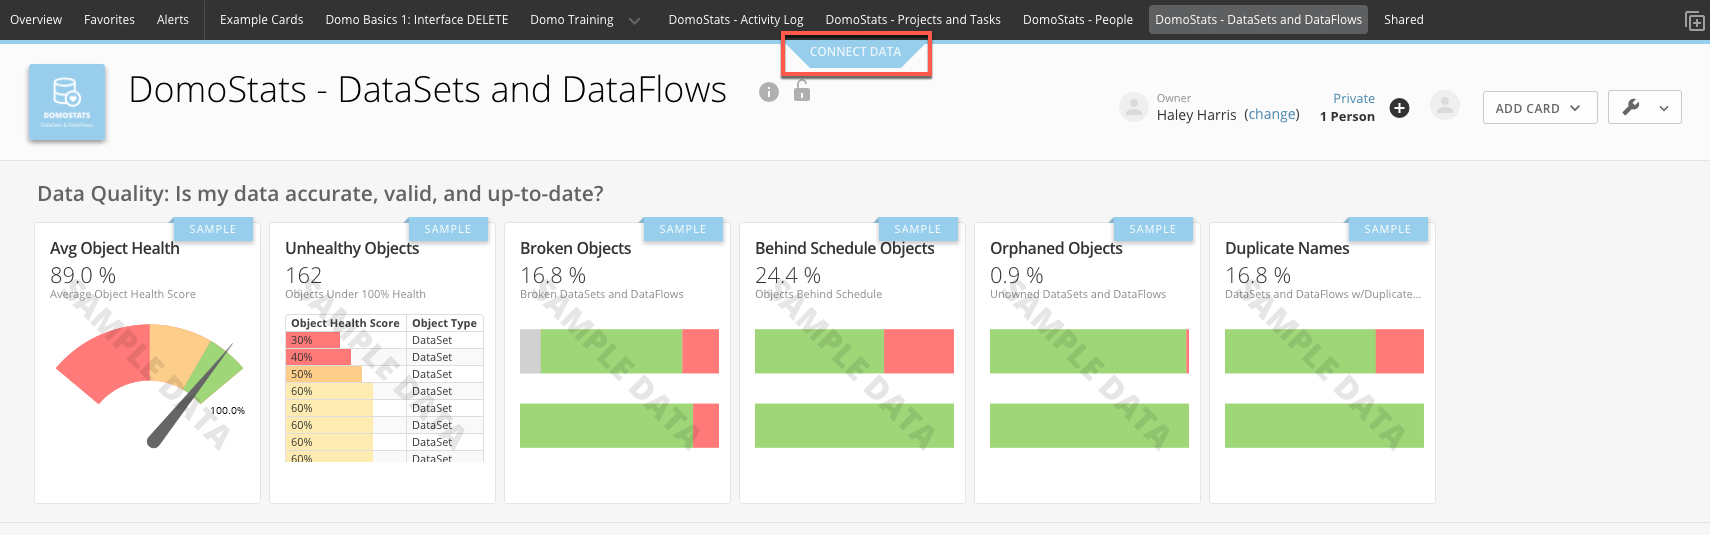 Overview Favorites Alerts Example Cards Domo Basics 1: Interface DELETE Domo Training DomoStats - Activity Log DomoStats - Projects and Tasks DomoStats - People DomoStats - DataSets and DataFlows Shared
CONNECT DATA
DOMOSTATS
DataSets & DataFlows
DomoStats - DataSets and DataFlows
Owner
Haley Harris (change)
Private
1 Person
ADD CARD
Data Quality: Is my data accurate, valid, and up-to-date?
SAMPLE
Avg Object Health
89.0 %
Average Object Health Score
100.0%
SAMPLE DATA
SAMPLE
Unhealthy Objects
162
Objects Under 100% Health
Object Health Score Object Type
30% DataSet
40% DataSet
50% DataSet
60% DataSet
60% DataSet
60% DataSet
60% DataSet
60% DataSet
SAMPLE DATA
SAMPLE
Broken Objects
16.8 %
Broken DataSets and DataFlows
SAMPLE DATA
SAMPLE
Behind Schedule Objects
24.4 %
Objects Behind Schedule
SAMPLE DATA
SAMPLE
Orphaned Objects
0.9 %
Unowned DataSets and DataFlows
SAMPLE DATA
SAMPLE
Duplicate Names
16.8 %
DataSets and DataFlows w/Duplicate...
SAMPLE DATA